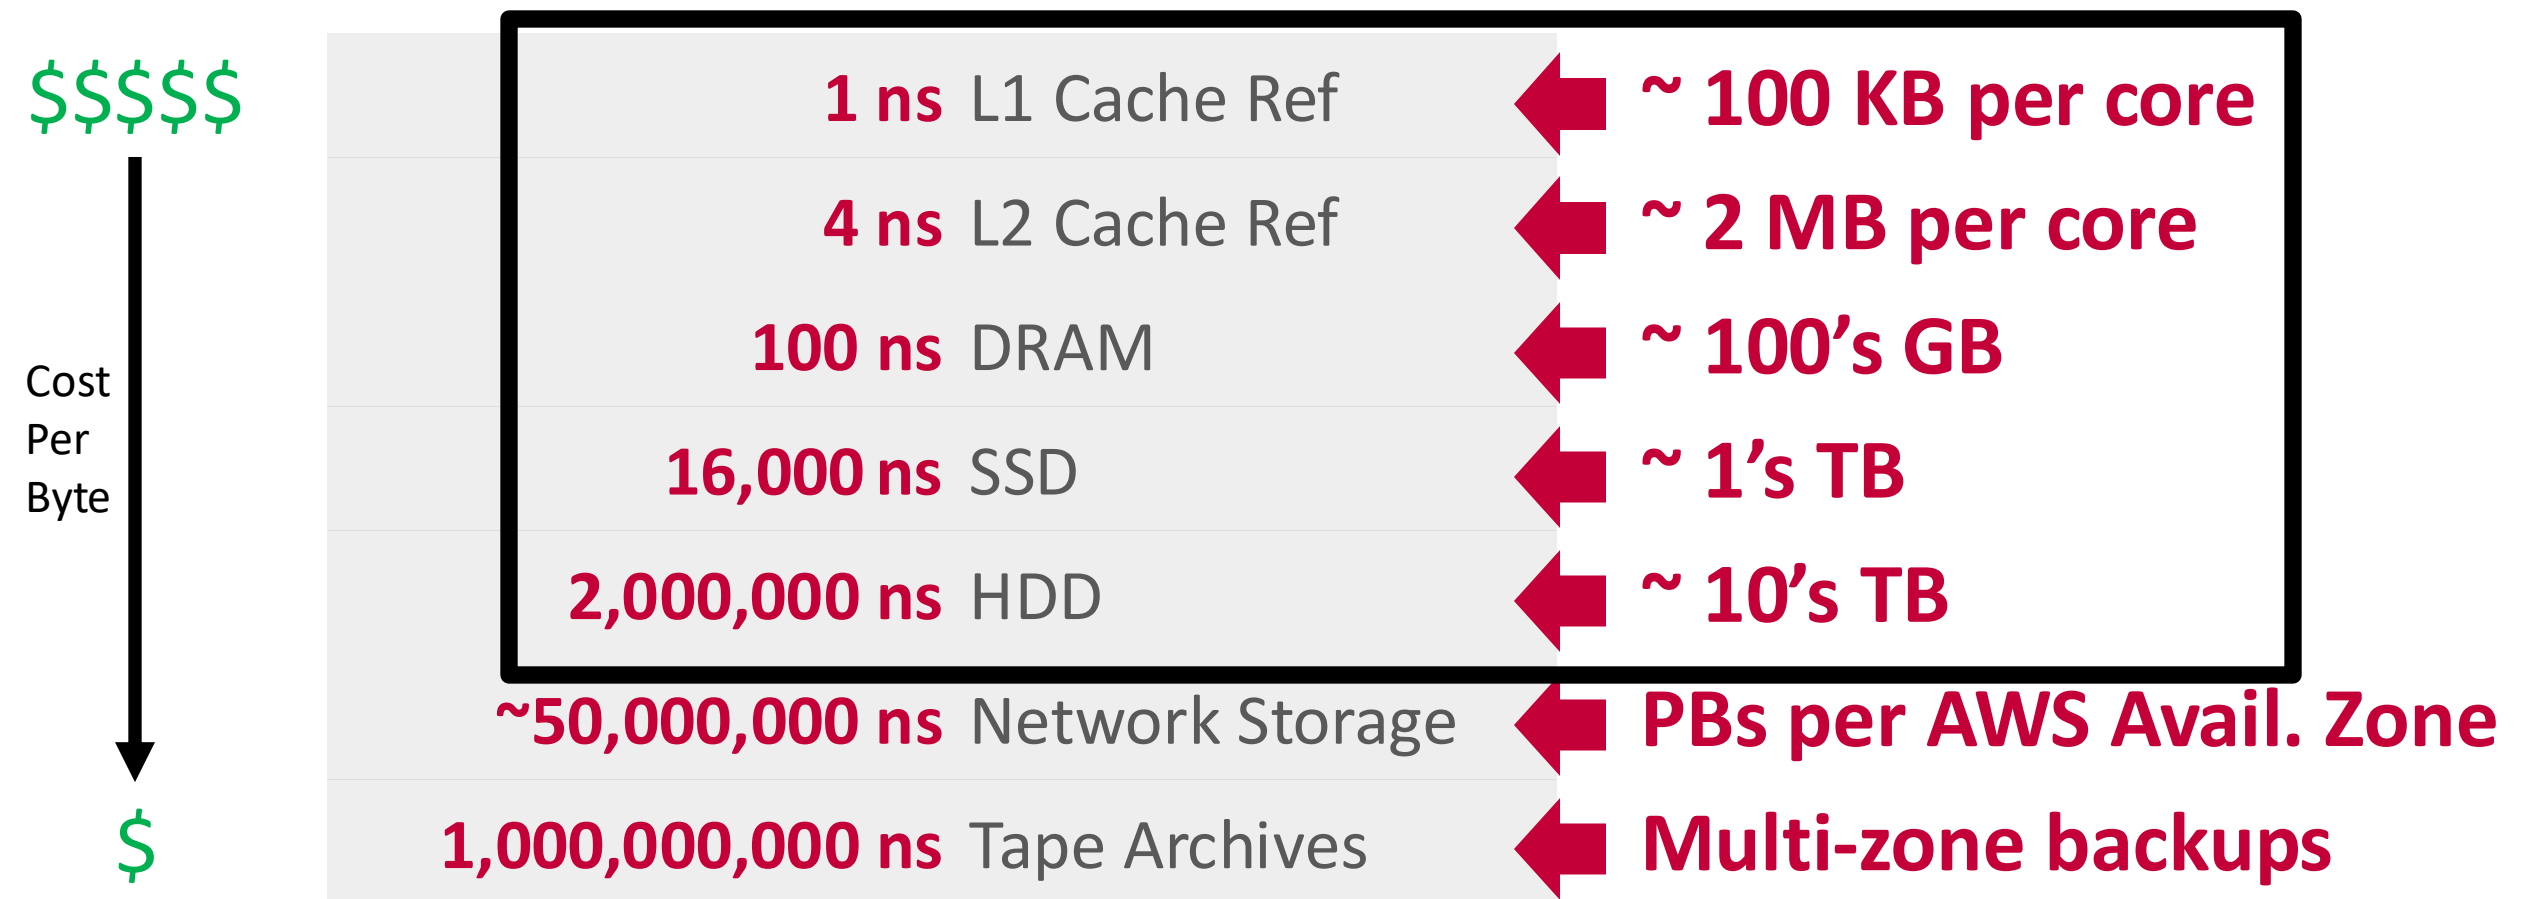 $$$$$
1 ns L1 Cache Ref ~ 100 KB per core
4 ns L2 Cache Ref ~ 2 MB per core
100 ns DRAM ~ 100’s GB
Cost
Per
Byte
16,000 ns SSD ~ 1’s TB
2,000,000 ns HDD ~ 10’s TB
~50,000,000 ns Network Storage PBs per AWS Avail. Zone
$
1,000,000,000 ns Tape Archives Multi-zone backups